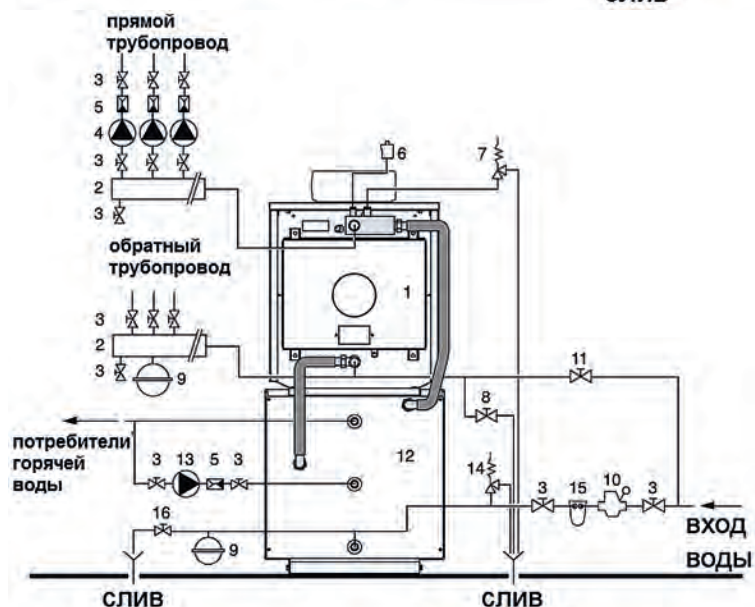 СЛИВ
прямой
трубопровод
3
5
4
3
2
3
6
7
обратный
трубопровод
1
3
2
3
9
11
8
потребители
горячей
воды
3 13 5 3
12
14
3 15 10 3
16
9
ВХОД
ВОДЫ
СЛИВ
СЛИВ